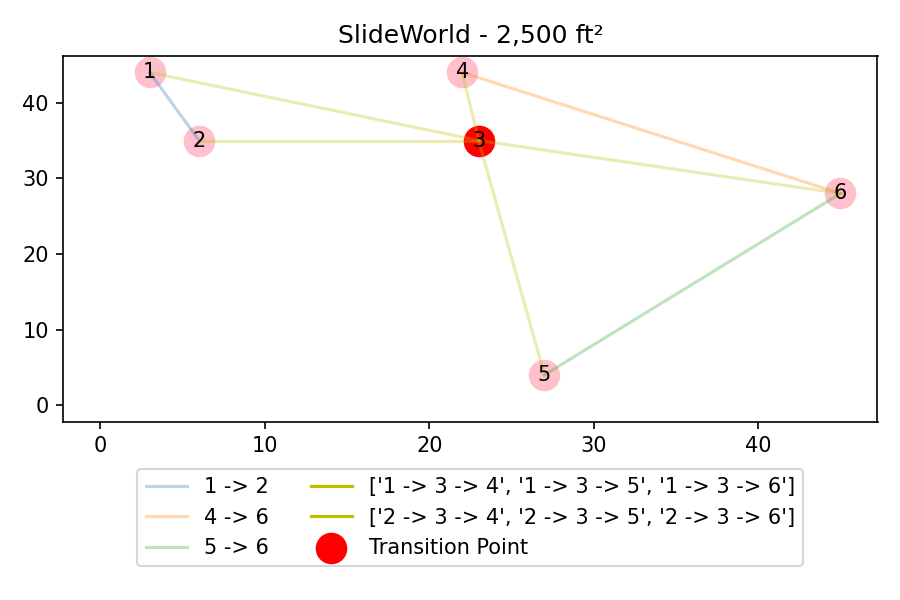 SlideWorld - 2,500 ft²
1
4
40
2
3
30
6
20
10
5
0
0 10 20 30 40
1 -> 2 ['1 -> 3 -> 4', '1 -> 3 -> 5', '1 -> 3 -> 6']
4 -> 6 ['2 -> 3 -> 4', '2 -> 3 -> 5', '2 -> 3 -> 6']
5 -> 6 Transition Point